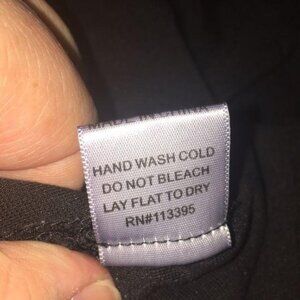 HAND WASH COLD
DO NOT BLEACH
LAY FLAT TO DRY
RN#113395